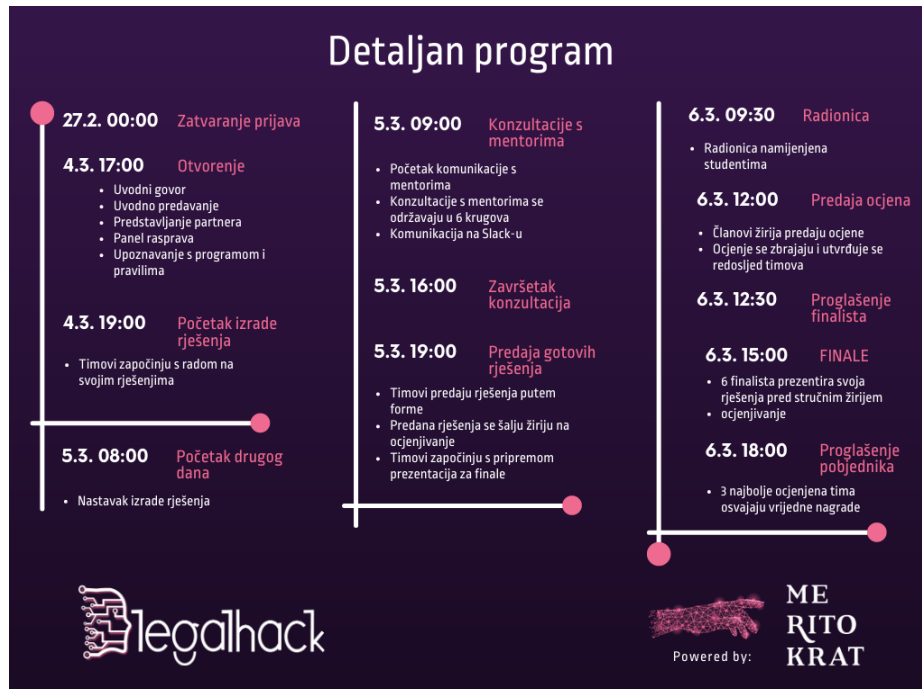 Detaljan program
27.2. 00:00 Zatvaranje prijava
4.3. 17:00 Otvorenje
• Uvodni govor
• Uvodno predavanje
• Predstavljanje partnera
• Panel rasprava
• Upoznavanje s programom i
pravilima
4.3. 19:00 Početak izrade
rješenja
• Timovi započinju s radom na
svojim rješenjima
5.3. 08:00 Početak drugog
dana
• Nastavak izrade rješenja
5.3. 09:00 Konzultacije s
mentorima
• Početak komunikacije s
mentorima
• Konzultacije s mentorima se
održavaju u 6 krugova
• Komunikacija na Slack-u
5.3. 16:00 Završetak
konzultacija
5.3. 19:00 Predaja gotovih
rješenja
• Timovi predaju rješenja putem
forme
• Predana rješenja se šalju žiriju na
ocjenjivanje
• Timovi započinju s pripremom
prezentacija za finale
6.3. 09:30 Radionica
• Radionica namijenjena
studentima
6.3. 12:00 Predaja ocjena
• Članovi žirija predaju ocjene
• Ocjenje se zbrajaju i utvrđuje se
redosljed timova
6.3. 12:30 Proglašenje
finalista
6.3. 15:00 FINALE
• 6 finalista prezentira svoja
rješenja pred stručnim žirijem
• ocjenjivanje
6.3. 18:00 Proglašenje
pobjednika
• 3 najbolje ocjenjena tima
osvajaju vrijedne nagrade
legalhack
Powered by:
ME
RITO
KRAT